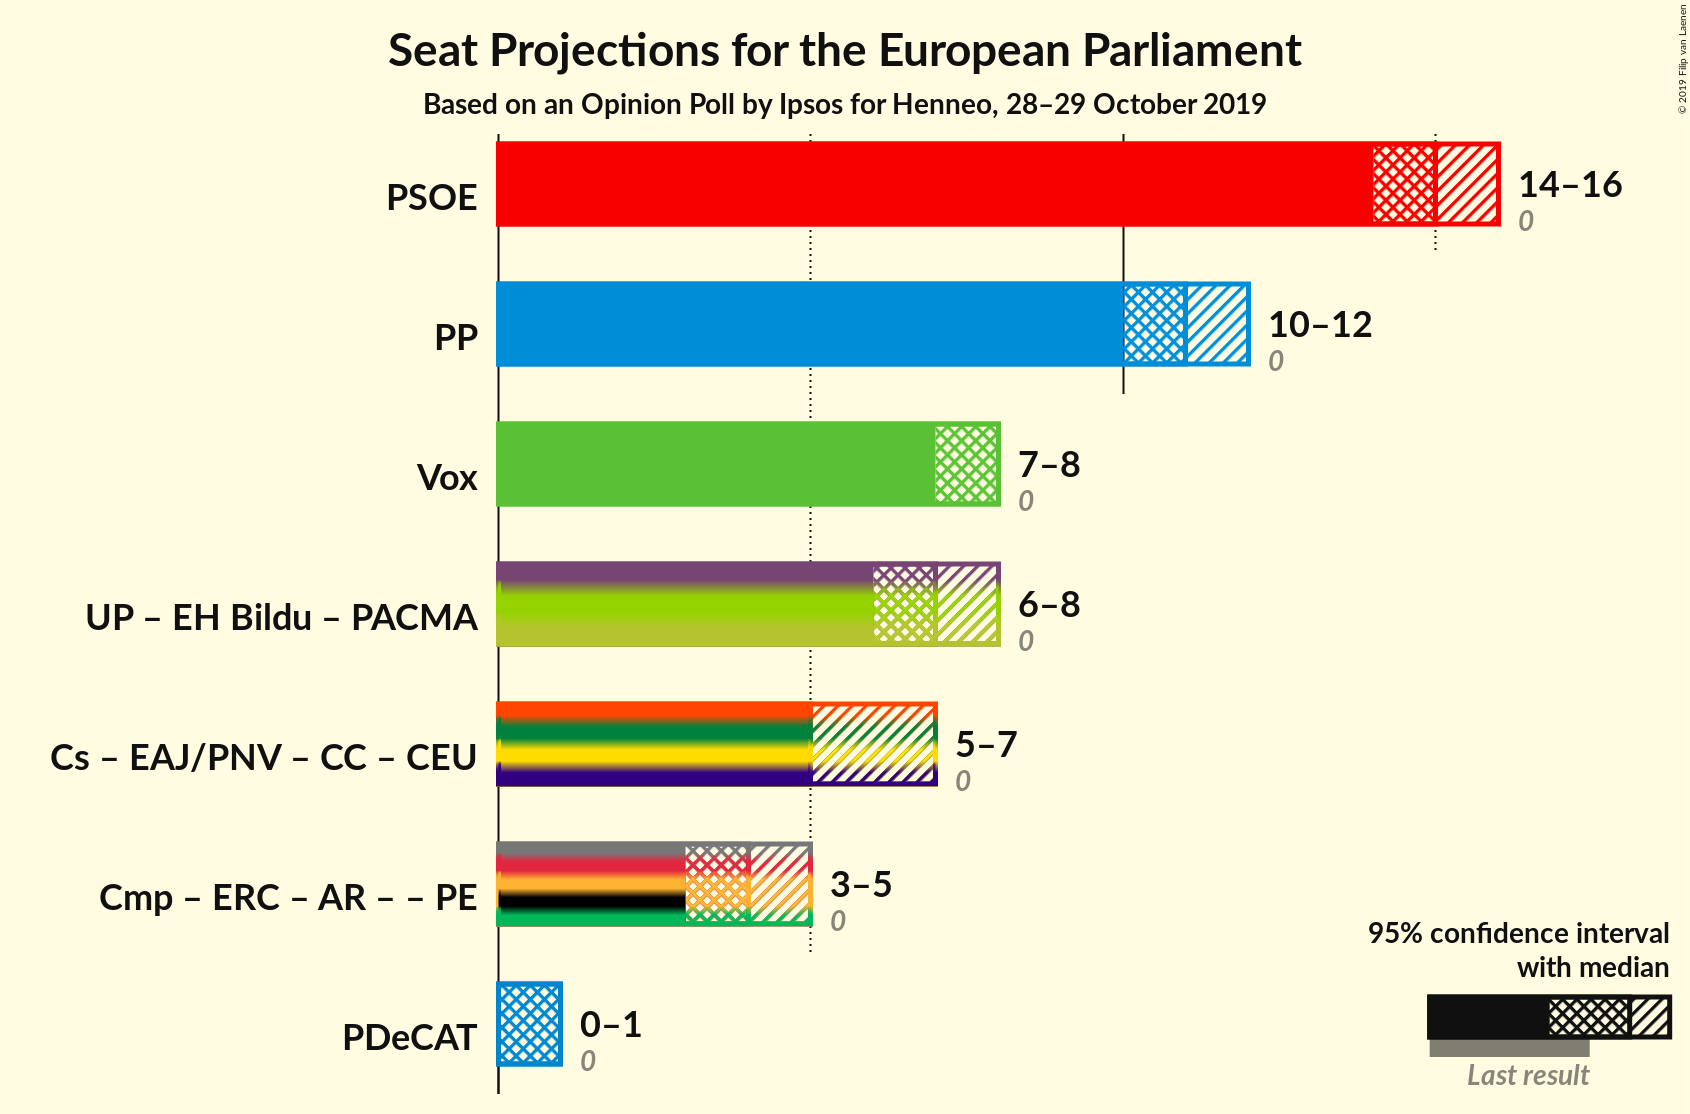 Seat Projections for the European Parliament
Based on an Opinion Poll by Ipsos for Henneo, 28–29 October 2019
© 2019 Filip van Laenen
PSOE
14–16
0
PP
10–12
0
Vox
7–8
0
UP – EH Bildu – PACMA
6–8
0
Cs – EAJ/PNV – CC – CEU
5–7
0
Cmp – ERC – AR – – PE
3–5
0
PDeCAT
0–1
0
95% confidence interval
with median
Last result